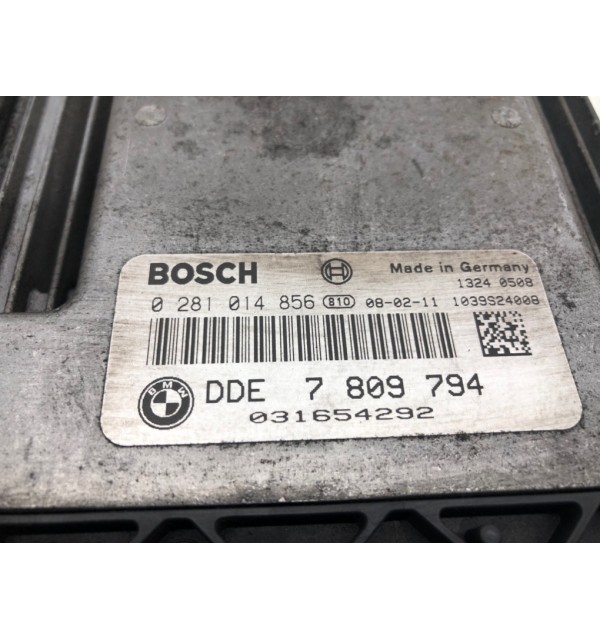 BOSCH Made in Germany
1324 0508
0 281 014 856 810 08-02-11 1039S24008
BMW DDE 7 809 794
031654292